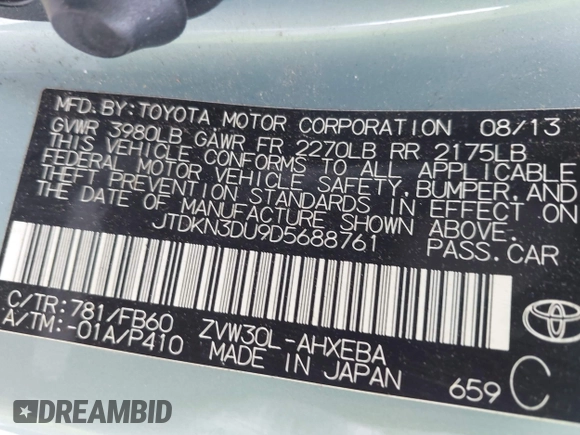 MFD. BY: TOYOTA MOTOR CORPORATION 08/13
GVWR 3980LB GAWR FR 2270LB RR 2175LB
THIS VEHICLE CONFORMS TO ALL APPLICABLE
FEDERAL MOTOR VEHICLE SAFETY, BUMPER, AND
THEFT PREVENTION STANDARDS IN EFFECT ON
THE DATE OF MANUFACTURE SHOWN ABOVE.
JTDKN3DU9D5688761 PASS. CAR
C/TR: 781/FB60 ZVW30L-AHXEBA
A/TM: -01A/P410 MADE IN JAPAN 659 C
DREAMBID